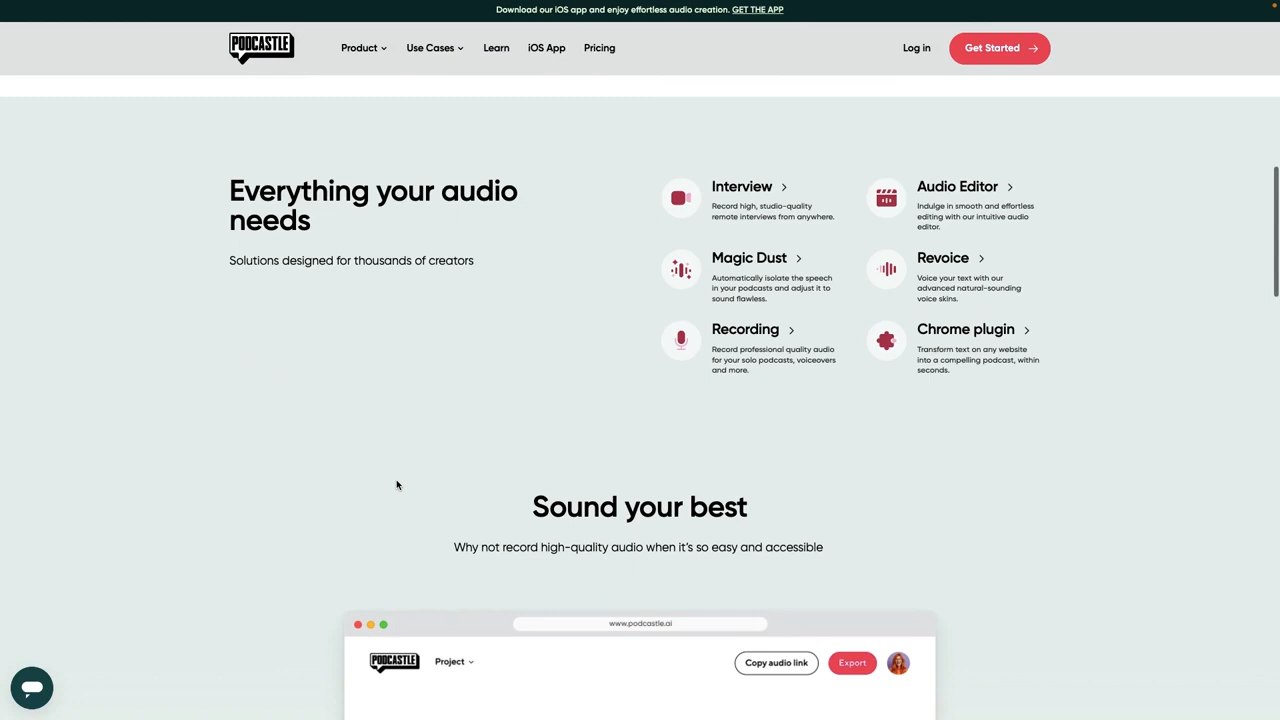 Download our iOS app and enjoy effortless audio creation. GET THE APP
PODCASTLE
Product
Use Cases
Learn
iOS App
Pricing
Log in
Get Started
Everything your audio
needs
Solutions designed for thousands of creators
Interview
Record high, studio-quality
remote interviews from anywhere.
Audio Editor
Indulge in smooth and effortless
editing with our intuitive audio
editor.
Magic Dust
Automatically isolate the speech
in your podcasts and adjust it to
sound flawless.
Revoice
Voice your text with our
advanced natural-sounding
voice skins.
Recording
Record professional quality audio
for your solo podcasts, voiceovers
and more.
Chrome plugin
Transform text on any website
into a compelling podcast, within
seconds.
Sound your best
Why not record high-quality audio when it's so easy and accessible
www.podcastle.ai
PODCASTLE
Project
Copy audio link
Export